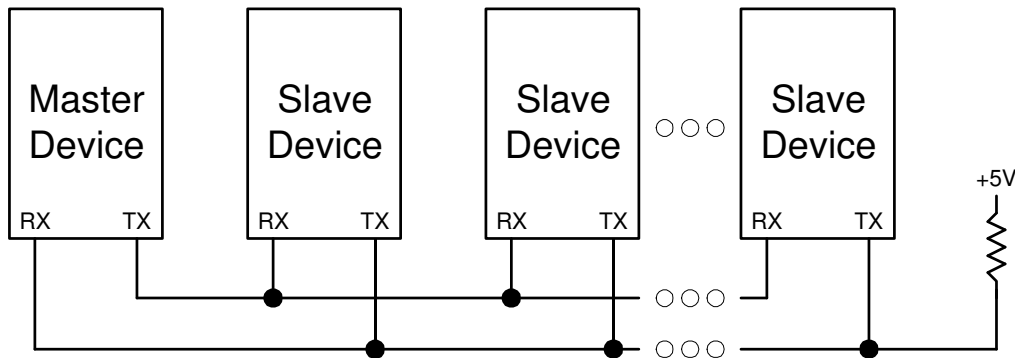 Master
Device
RX TX
Slave
Device
RX TX
Slave
Device
RX TX
Slave
Device
RX TX
+5V